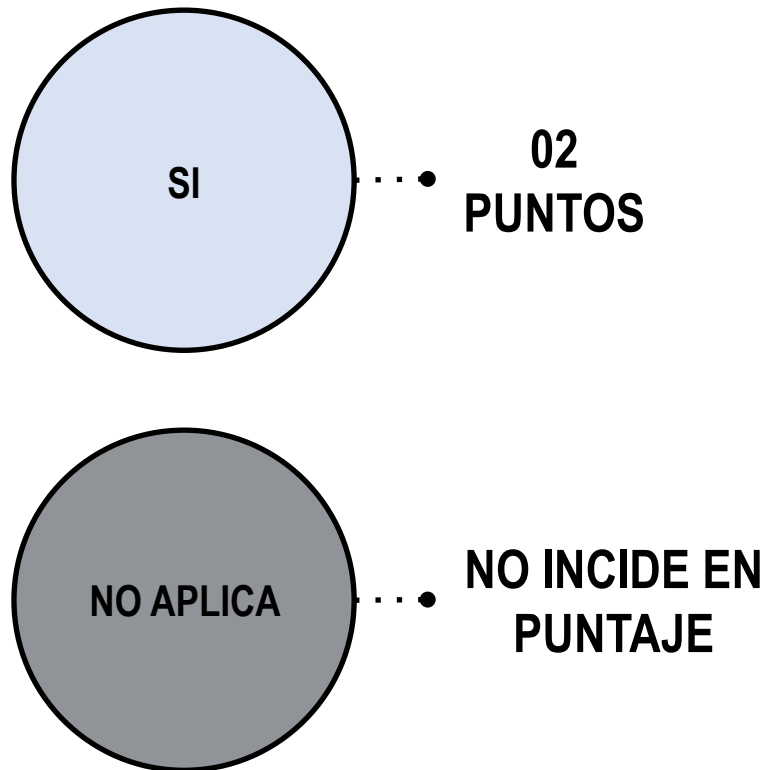 SI
02
PUNTOS
NO APLICA
NO INCIDE EN
PUNTAJE